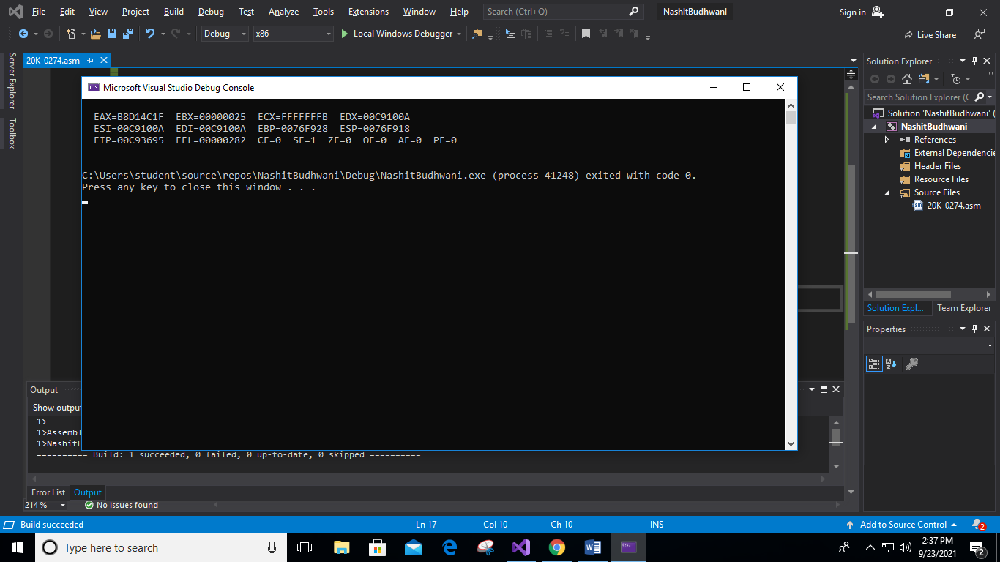 File Edit View Project Build Debug Test Analyze Tools Extensions Window Help Search (Ctrl+Q) NashitBudhwani Sign in
Debug x86 Local Windows Debugger Live Share
Server Explorer
Toolbox
20K-0274.asm
Microsoft Visual Studio Debug Console
EAX=B8D14C1F EBX=00000025 ECX=FFFFFFFB EDX=00C9100A
ESI=00C9100A EDI=00C9100A EBP=0076F928 ESP=0076F918
EIP=00C93695 EFL=00000282 CF=0 SF=1 ZF=0 OF=0 AF=0 PF=0
C:\Users\student\source\repos\NashitBudhwani\Debug\NashitBudhwani.exe (process 41248) exited with code 0.
Press any key to close this window . . .
Solution Explorer
Search Solution Explorer (C
Solution 'NashitBudhwani' (
NashitBudhwani
References
External Dependencie
Header Files
Resource Files
Source Files
20K-0274.asm
Solution Expl... Team Explorer
Properties
Output
Show output
1>------
1>Assembl
1>NashitB
========== Build: 1 succeeded, 0 failed, 0 up-to-date, 0 skipped ==========
Error List Output
214 % No issues found
Build succeeded Ln 17 Col 10 Ch 10 INS Add to Source Control 2
Type here to search
2:37 PM
9/23/2021
2